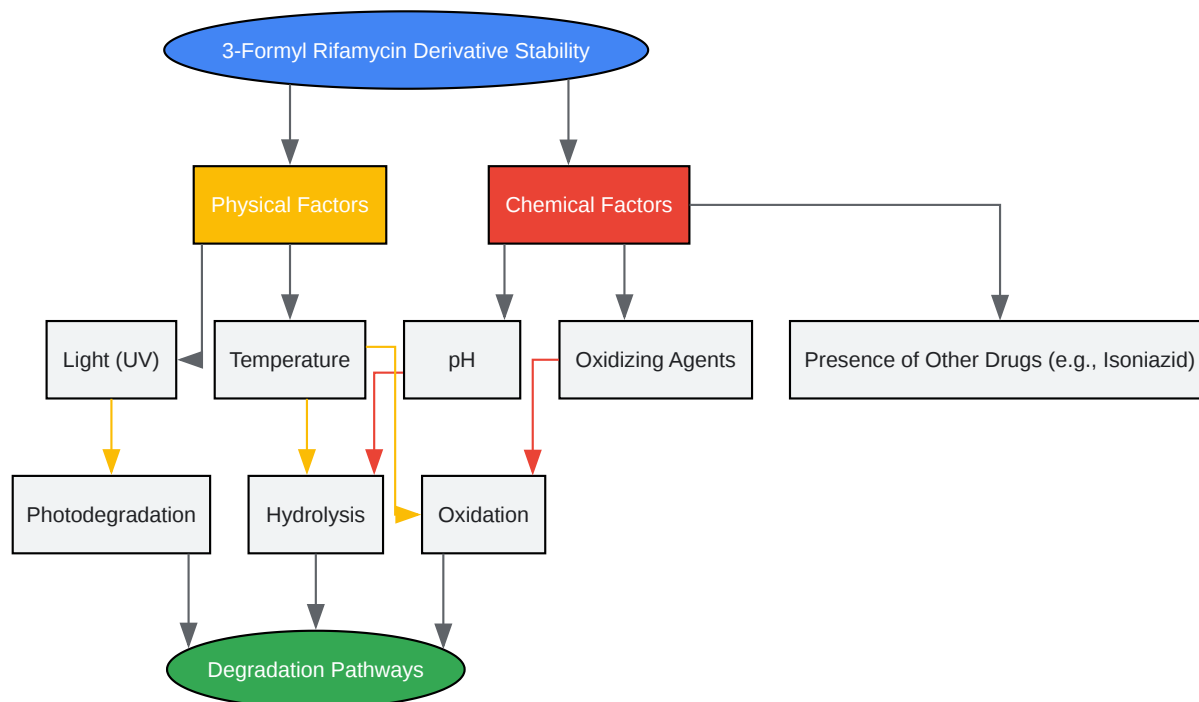 3-Formyl Rifamycin Derivative Stability
Physical Factors
Chemical Factors
Light (UV)
Temperature
pH
Oxidizing Agents
Presence of Other Drugs (e.g., Isoniazid)
Photodegradation
Hydrolysis
Oxidation
Degradation Pathways